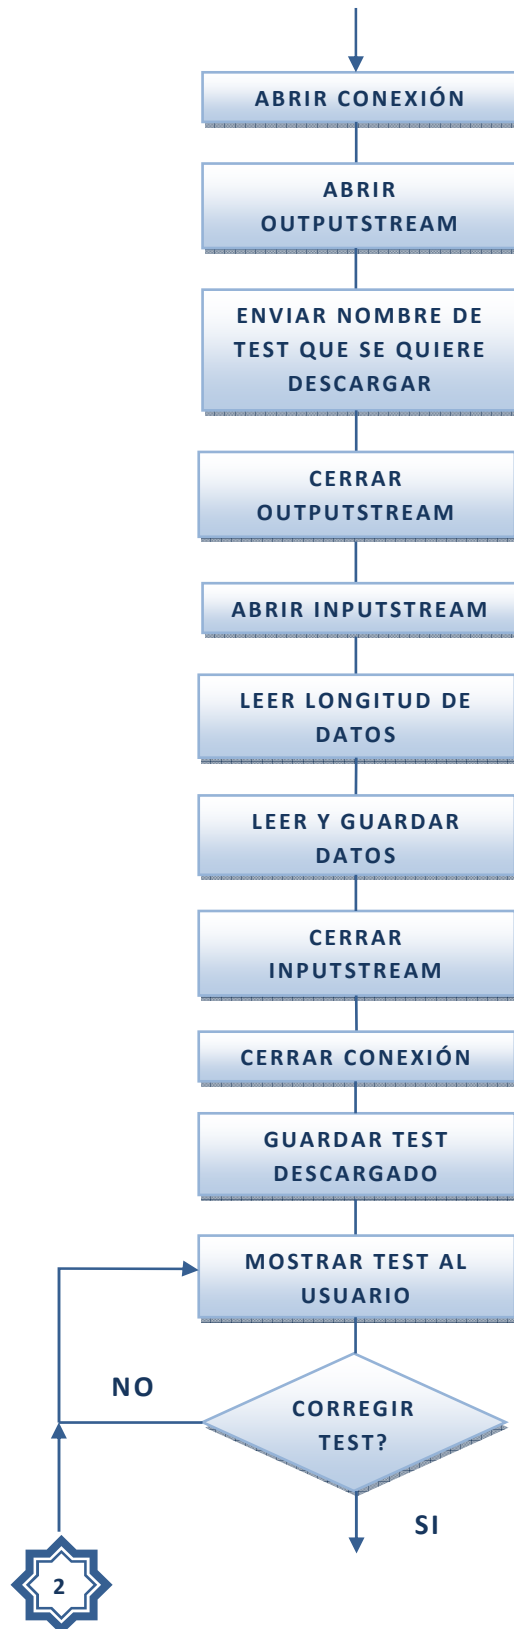 ABRIR CONEXIÓN
ABRIR
OUTPUTSTREAM
ENVIAR NOMBRE DE
TEST QUE SE QUIERE
DESCARGAR
CERRAR
OUTPUTSTREAM
ABRIR INPUTSTREAM
LEER LONGITUD DE
DATOS
LEER Y GUARDAR
DATOS
CERRAR
INPUTSTREAM
CERRAR CONEXIÓN
GUARDAR TEST
DESCARGADO
MOSTRAR TEST AL
USUARIO
NO
CORREGIR
TEST?
SI
2